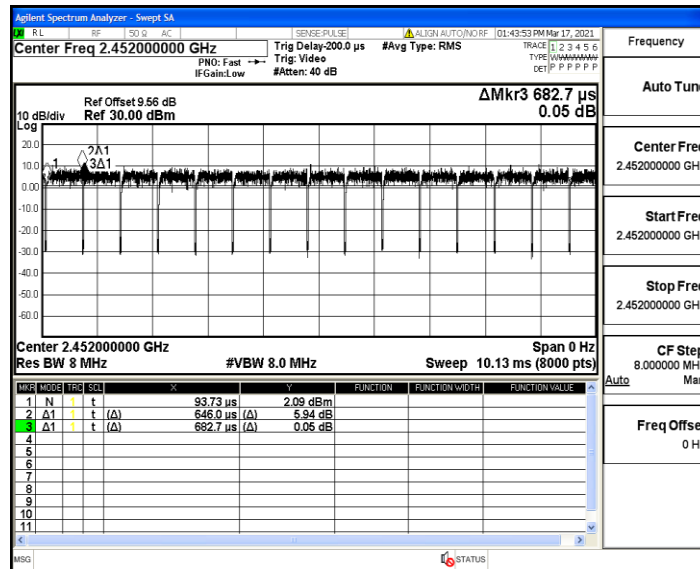 Agilent Spectrum Analyzer - Swept SA
RL RF 50 Ω AC SENSE:PULSE ALIGN AUTO/NO RF 01:43:53 PM Mar 17, 2021
Center Freq 2.452000000 GHz
PNO: Fast
IFGain:Low
Trig Delay-200.0 µs
Trig: Video
#Atten: 40 dB
#Avg Type: RMS
TRACE 1 2 3 4 5 6
TYPE WWWWWW
DET P P P P P P
ΔMkr3 682.7 µs
0.05 dB
Ref Offset 9.56 dB
10 dB/div Ref 30.00 dBm
Log
20.0
10.0
0.00
-10.0
-20.0
-30.0
-40.0
-50.0
-60.0
1
2Δ1
3Δ1
Center 2.452000000 GHz Span 0 Hz
Res BW 8 MHz #VBW 8.0 MHz Sweep 10.13 ms (8000 pts)
MKR MODE TRC SCL X Y FUNCTION FUNCTION WIDTH FUNCTION VALUE
1 N 1 t 93.73 µs 2.09 dBm
2 Δ1 1 t (Δ) 646.0 µs (Δ) 5.94 dB
3 Δ1 1 t (Δ) 682.7 µs (Δ) 0.05 dB
4
5
6
7
8
9
10
11
MSG STATUS
Frequency
Auto Tun
Center Fre
2.452000000 GH
Start Fre
2.452000000 GH
Stop Fre
2.452000000 GH
CF Ste
8.000000 MH
Auto Ma
Freq Offse
0 H